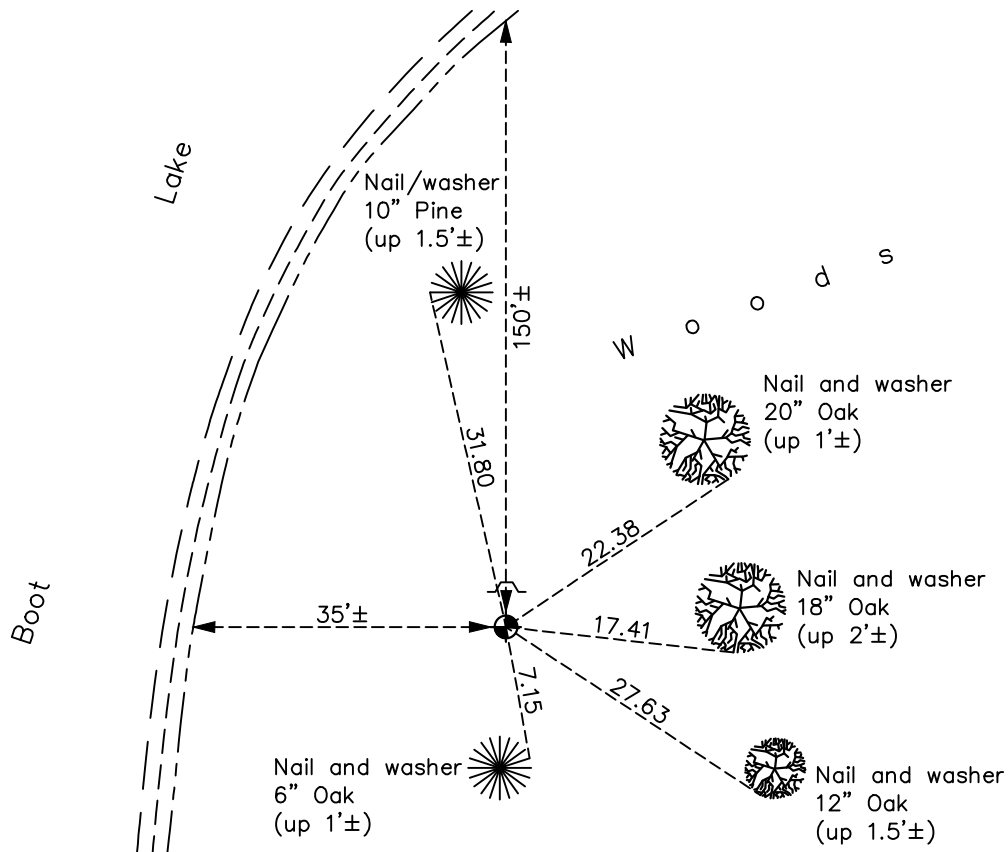 Lake
Nail/washer
10" Pine
(up 1.5'±)
150'±
W o o d s
Nail and washer
20" Oak
(up 1'±)
31.80
22.38
Boot
35'±
17.41
Nail and washer
18" Oak
(up 2'±)
7.15
27.63
Nail and washer
6" Oak
(up 1'±)
Nail and washer
12" Oak
(up 1.5'±)